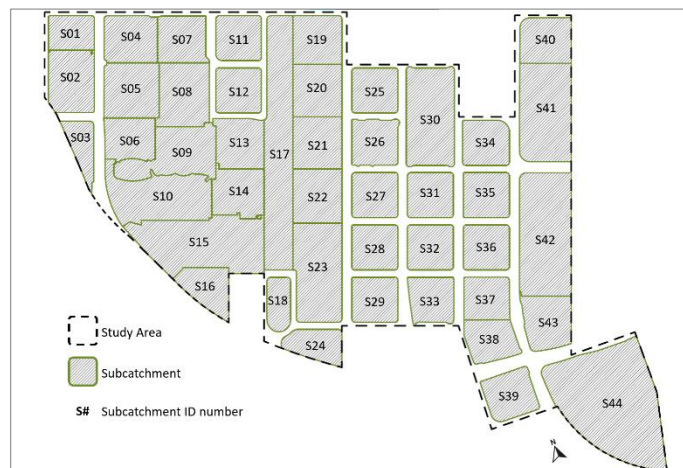 S01
S04
S07
S11
S19
S40
S02
S05
S08
S12
S20
S25
S30
S41
S03
S06
S09
S13
S17
S21
S26
S34
S10
S14
S22
S27
S31
S35
S15
S23
S28
S32
S36
S42
S16
S18
S29
S33
S37
S43
S24
S38
S39
S44
Study Area
Subcatchment
S# Subcatchment ID number
N